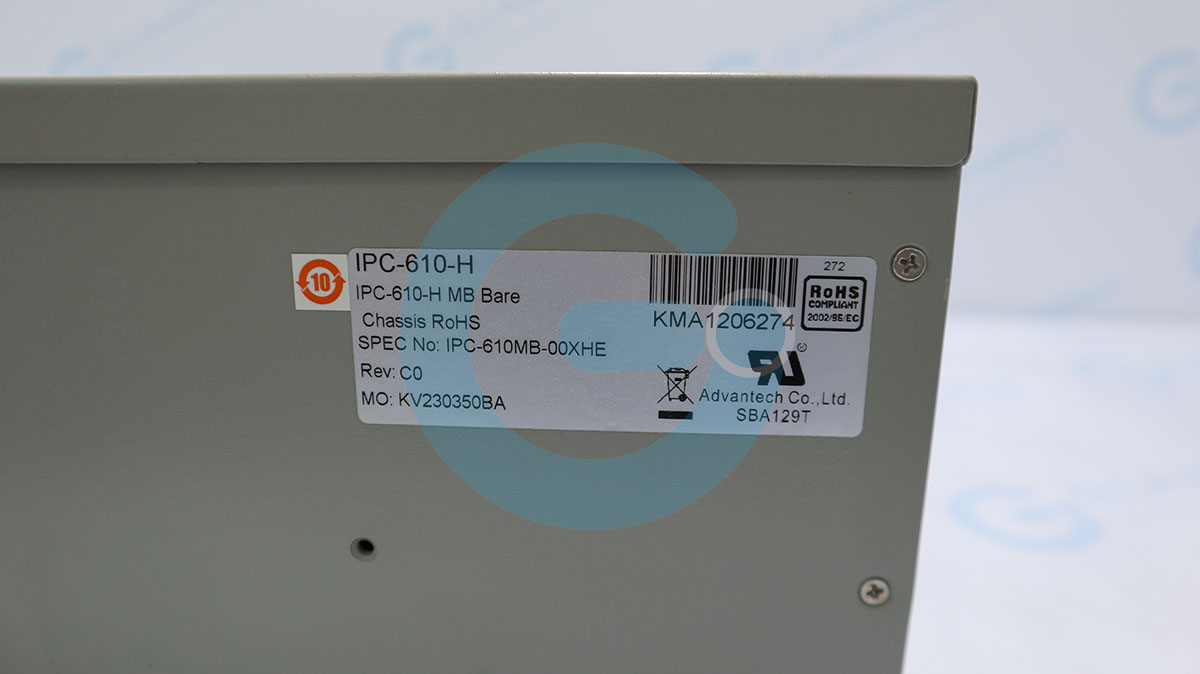 10
IPC-610-H
IPC-610-H MB Bare
Chassis RoHS
SPEC No: IPC-610MB-00XHE
Rev: C0
MO: KV230350BA
KMA1206274
272
RoHS
COMPLIANT
2002/95/EC
Advantech Co.,Ltd.
SBA129T